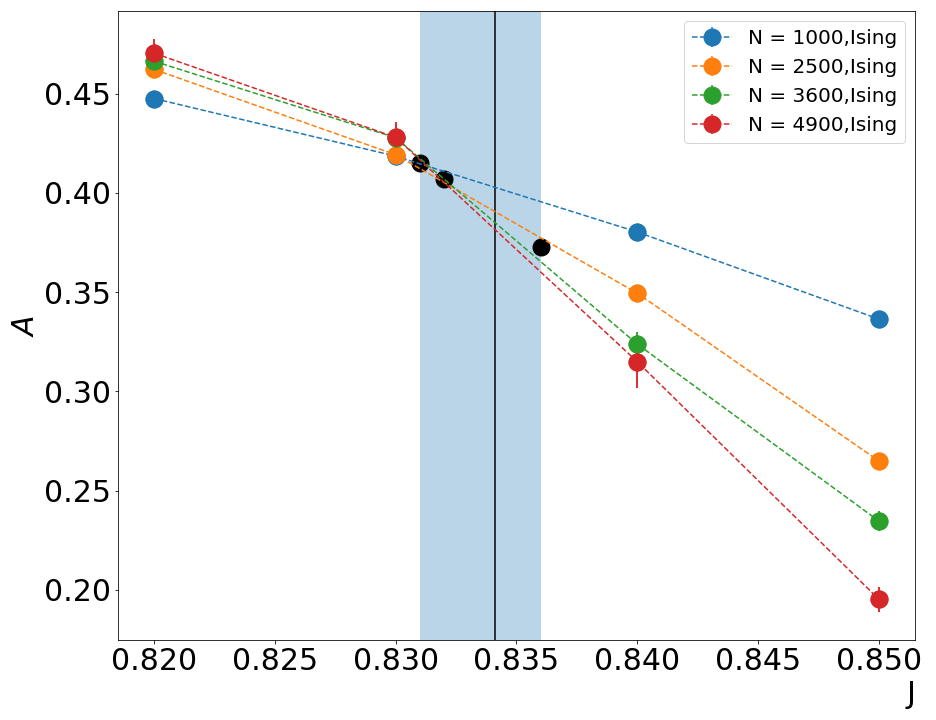 N = 1000,Ising
N = 2500,Ising
N = 3600,Ising
N = 4900,Ising
A
0.45
0.40
0.35
0.30
0.25
0.20
0.820 0.825 0.830 0.835 0.840 0.845 0.850
J